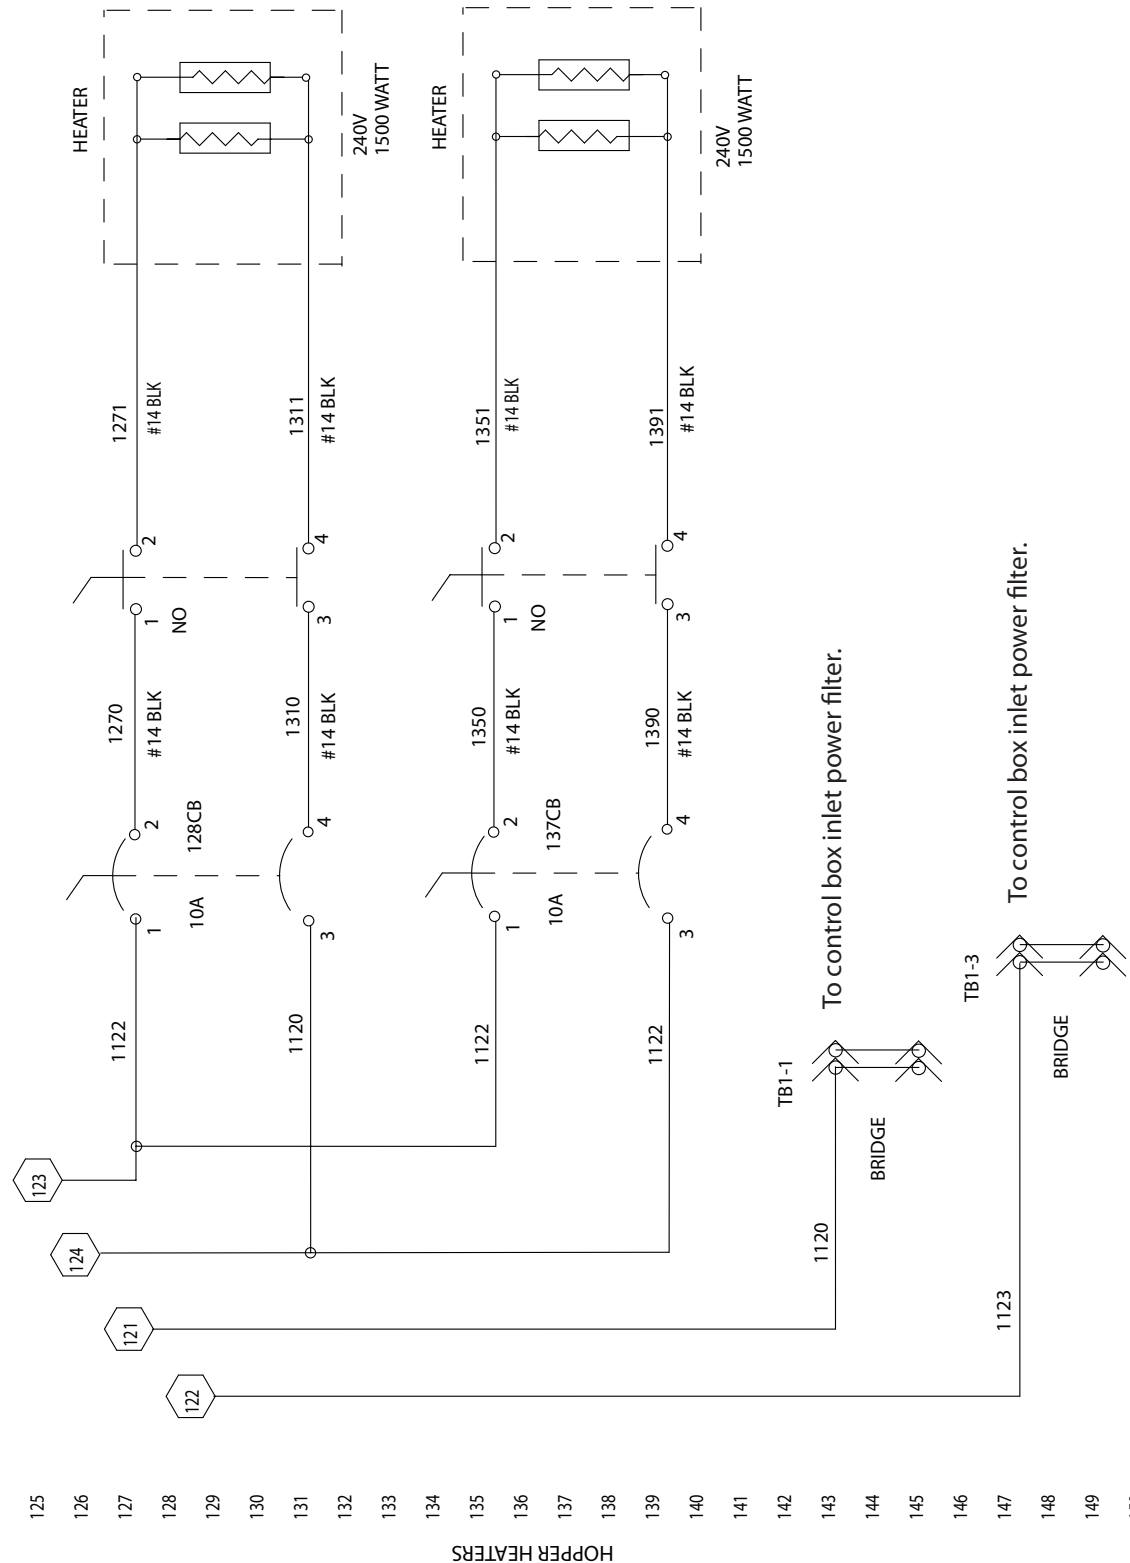 HOPPER HEATERS
125
126
127
128
129
130
131
132
133
134
135
136
137
138
139
140
141
142
143
144
145
146
147
148
149
123
124
121
122
HEATER
1122
1
2
1270
#14 BLK
1
2
1271
#14 BLK
10A
128CB
NO
1120
3
4
1310
#14 BLK
3
4
1311
#14 BLK
240V
1500 WATT
HEATER
1122
1
2
1350
#14 BLK
1
2
1351
#14 BLK
10A
137CB
NO
1122
3
4
1390
#14 BLK
3
4
1391
#14 BLK
240V
1500 WATT
TB1-1
1120
To control box inlet power filter.
BRIDGE
TB1-3
1123
To control box inlet power filter.
BRIDGE